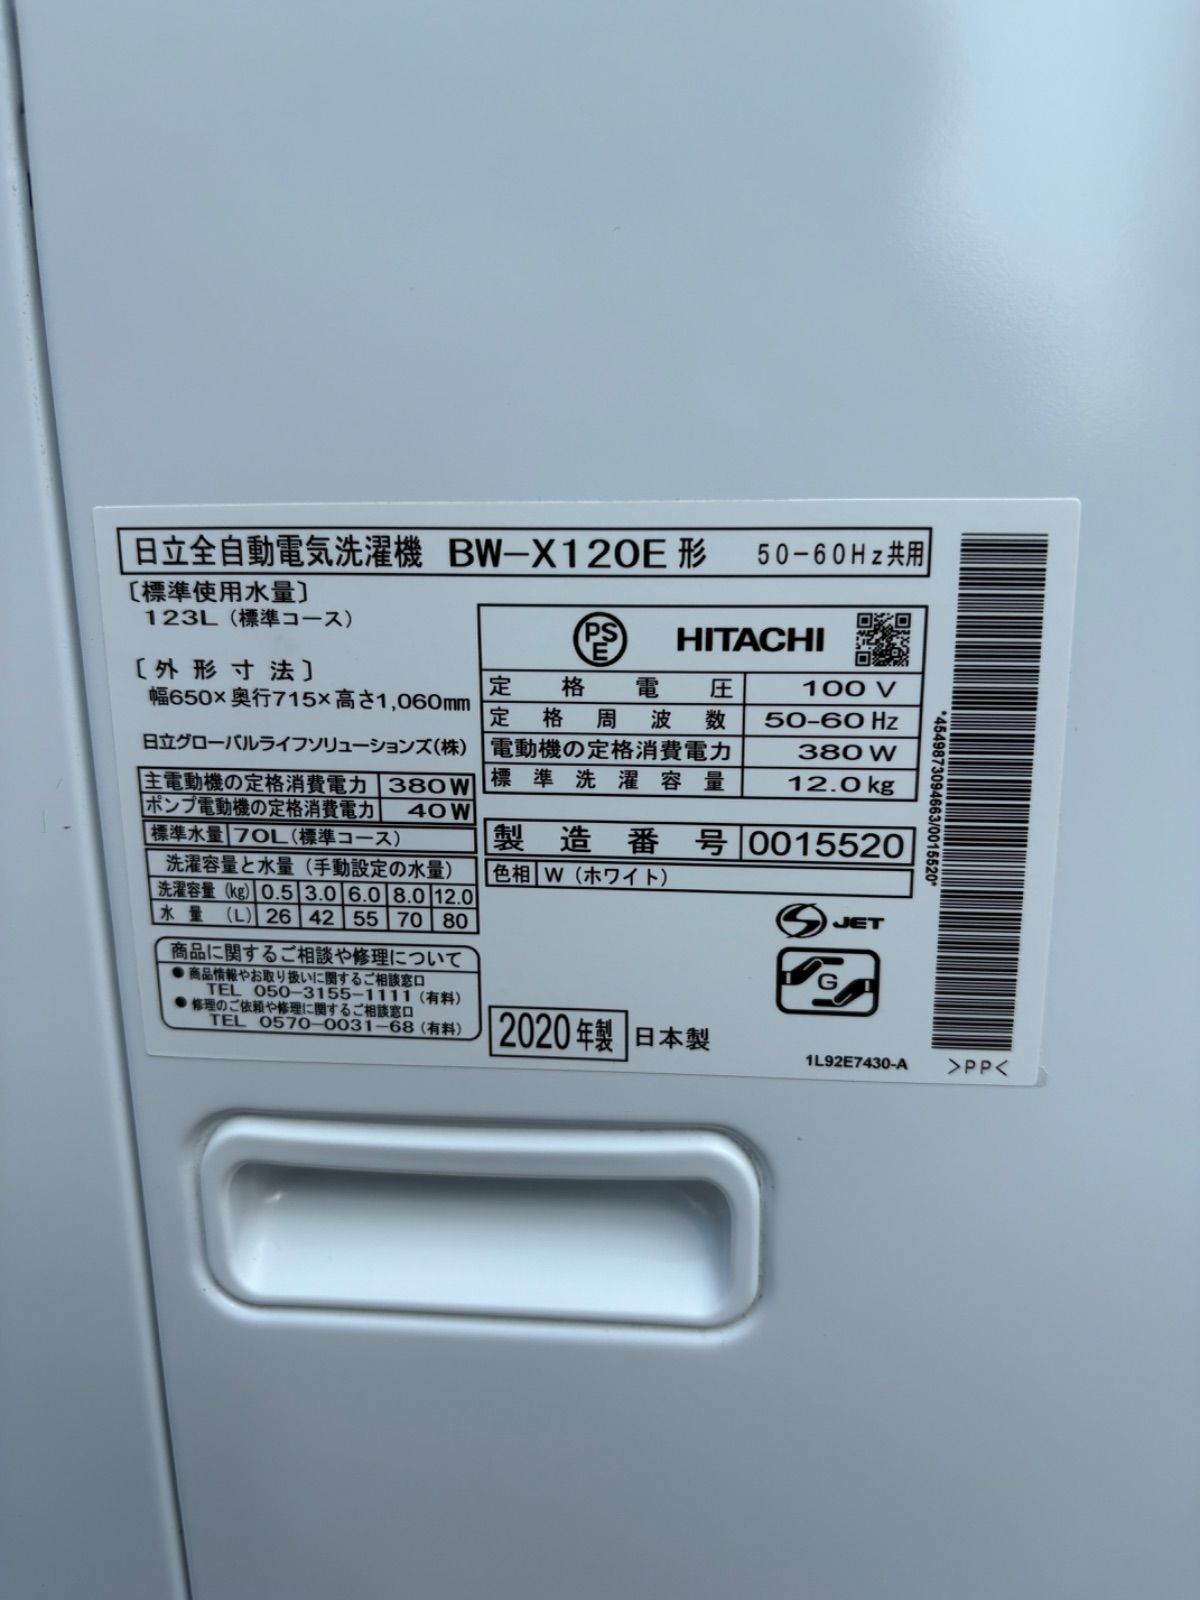 日立全自動電気洗濯機 BW-X120E形 50-60Hz共用
〔標準使用水量〕
123L（標準コース）
〔外形寸法〕
幅650×奥行715×高さ1,060mm
日立グローバルライフソリューションズ(株)
主電動機の定格消費電力 380W
ポンプ電動機の定格消費電力 40W
標準水量 70L(標準コース)
洗濯容量と水量（手動設定の水量）
洗濯容量(kg) 0.5 3.0 6.0 8.0 12.0
水量(L) 26 42 55 70 80
商品に関するご相談や修理について
●商品情報やお取り扱いに関するご相談窓口
TEL 050-3155-1111（有料）
●修理のご依頼や修理に関するご相談窓口
TEL 0570-0031-68（有料）
PSE HITACHI
定格電圧 100V
定格周波数 50-60Hz
電動機の定格消費電力 380W
標準洗濯容量 12.0kg
製造番号 0015520
色相 W（ホワイト）
S JET
G
2020年製 日本製
1L92E7430-A
>PP<
*4549873094663/0015520*